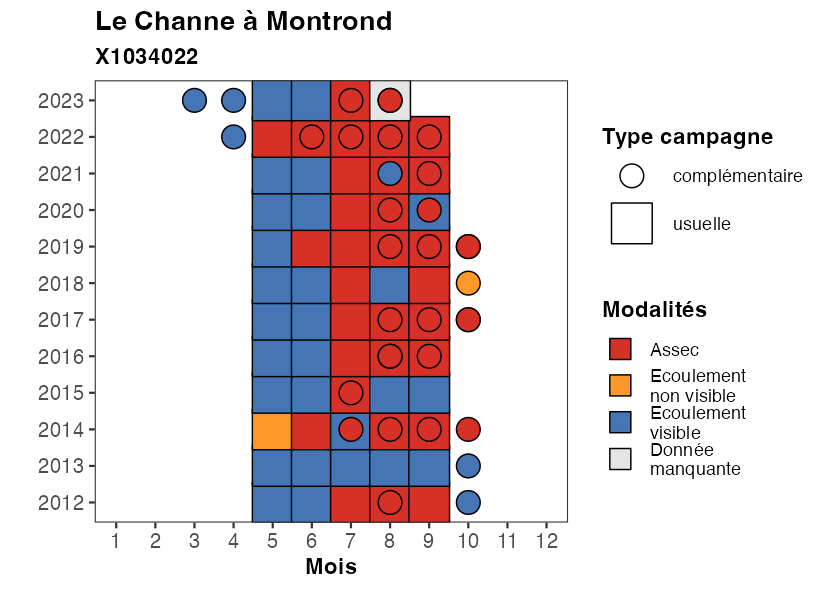 Le Channe à Montrond
X1034022
2023
2022
2021
2020
2019
2018
2017
2016
2015
2014
2013
2012
1 2 3 4 5 6 7 8 9 10 11 12
Mois
Type campagne
complémentaire
usuelle
Modalités
Assec
Ecoulement
non visible
Ecoulement
visible
Donnée
manquante